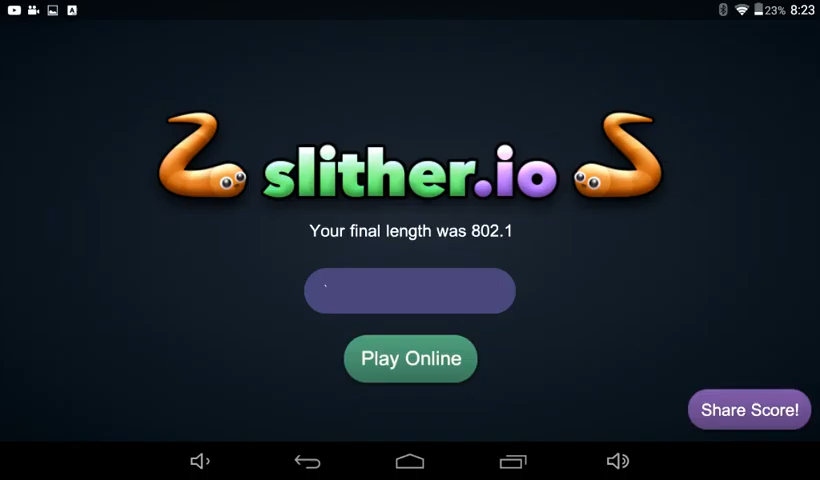 23% 8:23
slither.io
Your final length was 802.1
Play Online
Share Score!